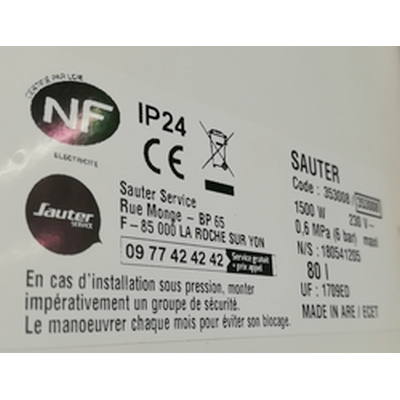 CERTIFIÉ PAR LCIE
NF
ELECTRICITE
IP24
CE
Sauter
SERVICE
Sauter Service
Rue Monge - BP 65
F-85 000 LA ROCHE SUR YON
09 77 42 42 42
Service gratuit
+ prix appel
SAUTER
Code : 353008 / 353008
1500 W 230 V~
0,6 MPa (6 bar) maxi
N/S : 180541205
80 l
UF : 1709ED
MADE IN ARE / ECET
En cas d'installation sous pression, monter
impérativement un groupe de sécurité.
Le manoeuvrer chaque mois pour éviter son blocage.